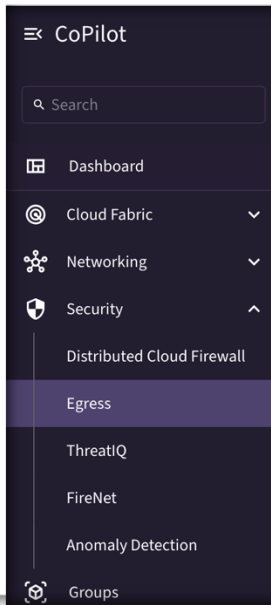 CoPilot
Search
Dashboard
Cloud Fabric
Networking
Security
Distributed Cloud Firewall
Egress
ThreatIQ
FireNet
Anomaly Detection
Groups